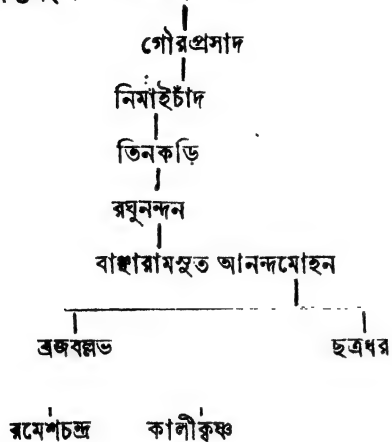 গৌরপ্রসাদ
নিমাইচাঁদ
তিনকড়ি
রঘুনন্দন
বাঞ্ছারামসুত আনন্দমোহন
ব্রজবল্লভ ছত্রধর
রমেশচন্দ্র কালীকৃষ্ণ